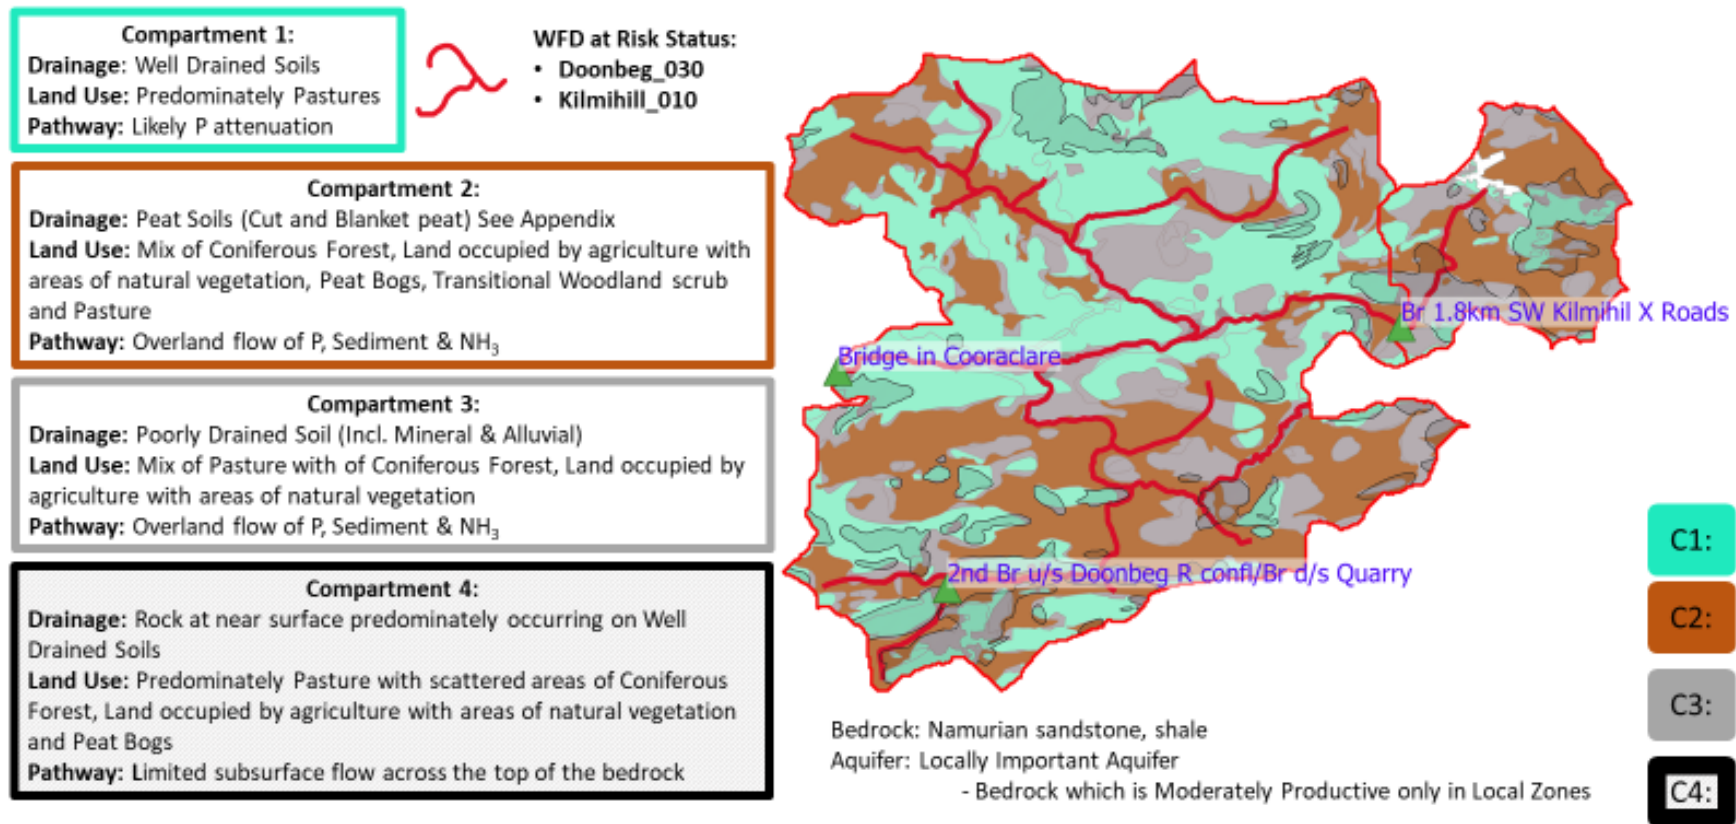 Compartment 1:
Drainage: Well Drained Soils
Land Use: Predominately Pastures
Pathway: Likely P attenuation
WFD at Risk Status:
• Doonbeg_030
• Kilmihill_010
Compartment 2:
Drainage: Peat Soils (Cut and Blanket peat) See Appendix
Land Use: Mix of Coniferous Forest, Land occupied by agriculture with
areas of natural vegetation, Peat Bogs, Transitional Woodland scrub
and Pasture
Pathway: Overland flow of P, Sediment & NH3
Compartment 3:
Drainage: Poorly Drained Soil (Incl. Mineral & Alluvial)
Land Use: Mix of Pasture with of Coniferous Forest, Land occupied by
agriculture with areas of natural vegetation
Pathway: Overland flow of P, Sediment & NH3
Compartment 4:
Drainage: Rock at near surface predominately occurring on Well
Drained Soils
Land Use: Predominately Pasture with scattered areas of Coniferous
Forest, Land occupied by agriculture with areas of natural vegetation
and Peat Bogs
Pathway: Limited subsurface flow across the top of the bedrock
Br 1.8km SW Kilmihil X Roads
Bridge in Cooraclare
2nd Br u/s Doonbeg R confl/Br d/s Quarry
Bedrock: Namurian sandstone, shale
Aquifer: Locally Important Aquifer
- Bedrock which is Moderately Productive only in Local Zones
C1:
C2:
C3:
C4: